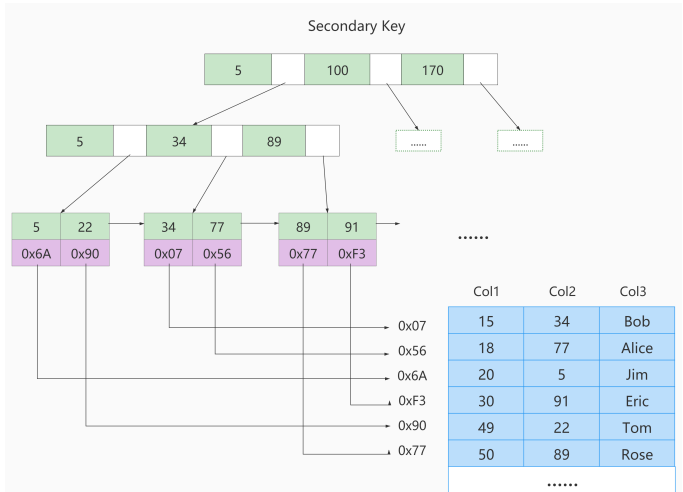 Secondary Key
5 100 170
5 34 89
...... ......
5 22 34 77 89 91
0x6A 0x90 0x07 0x56 0x77 0xF3
......
Col1 Col2 Col3
0x07 15 34 Bob
0x56 18 77 Alice
0x6A 20 5 Jim
0xF3 30 91 Eric
0x90 49 22 Tom
0x77 50 89 Rose
......